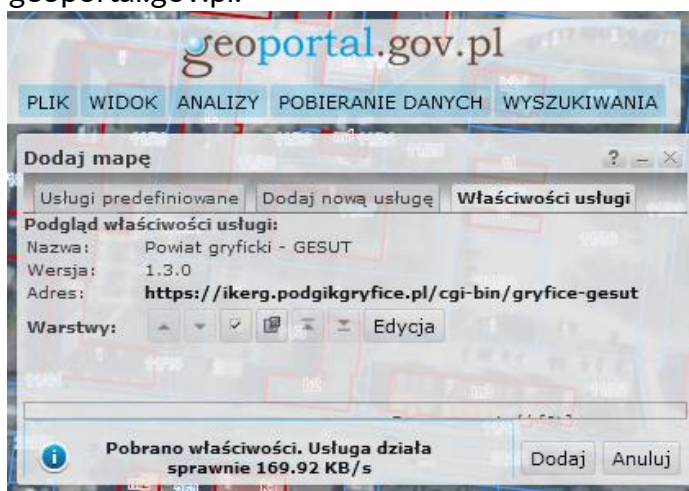 geoportal.gov.pl.
geoportal.gov.pl
PLIK WIDOK ANALIZY POBIERANIE DANYCH WYSZUKIWANIA
Dodaj mapę ? – ×
Usługi predefiniowane Dodaj nową usługę Właściwości usługi
Podgląd właściwości usługi:
Nazwa: Powiat gryficki - GESUT
Wersja: 1.3.0
Adres: https://ikerg.podgikgryfice.pl/cgi-bin/gryfice-gesut
Warstwy: Edycja
Pobrano właściwości. Usługa działa
sprawnie 169.92 KB/s
Dodaj Anuluj